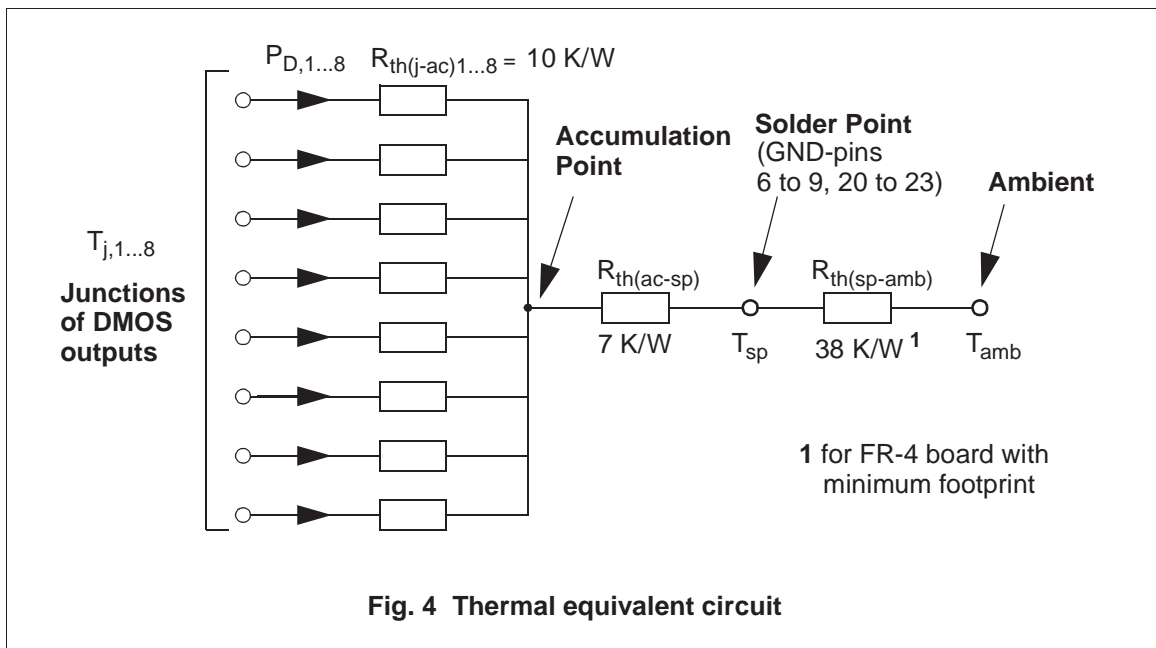 P_D,1...8 R_th(j-ac)1...8 = 10 K/W
Accumulation
Point
Solder Point
(GND-pins
6 to 9, 20 to 23)
Ambient
T_j,1...8
Junctions
of DMOS
outputs
R_th(ac-sp)
7 K/W
T_sp
R_th(sp-amb)
38 K/W 1
T_amb
1 for FR-4 board with
minimum footprint
Fig. 4 Thermal equivalent circuit